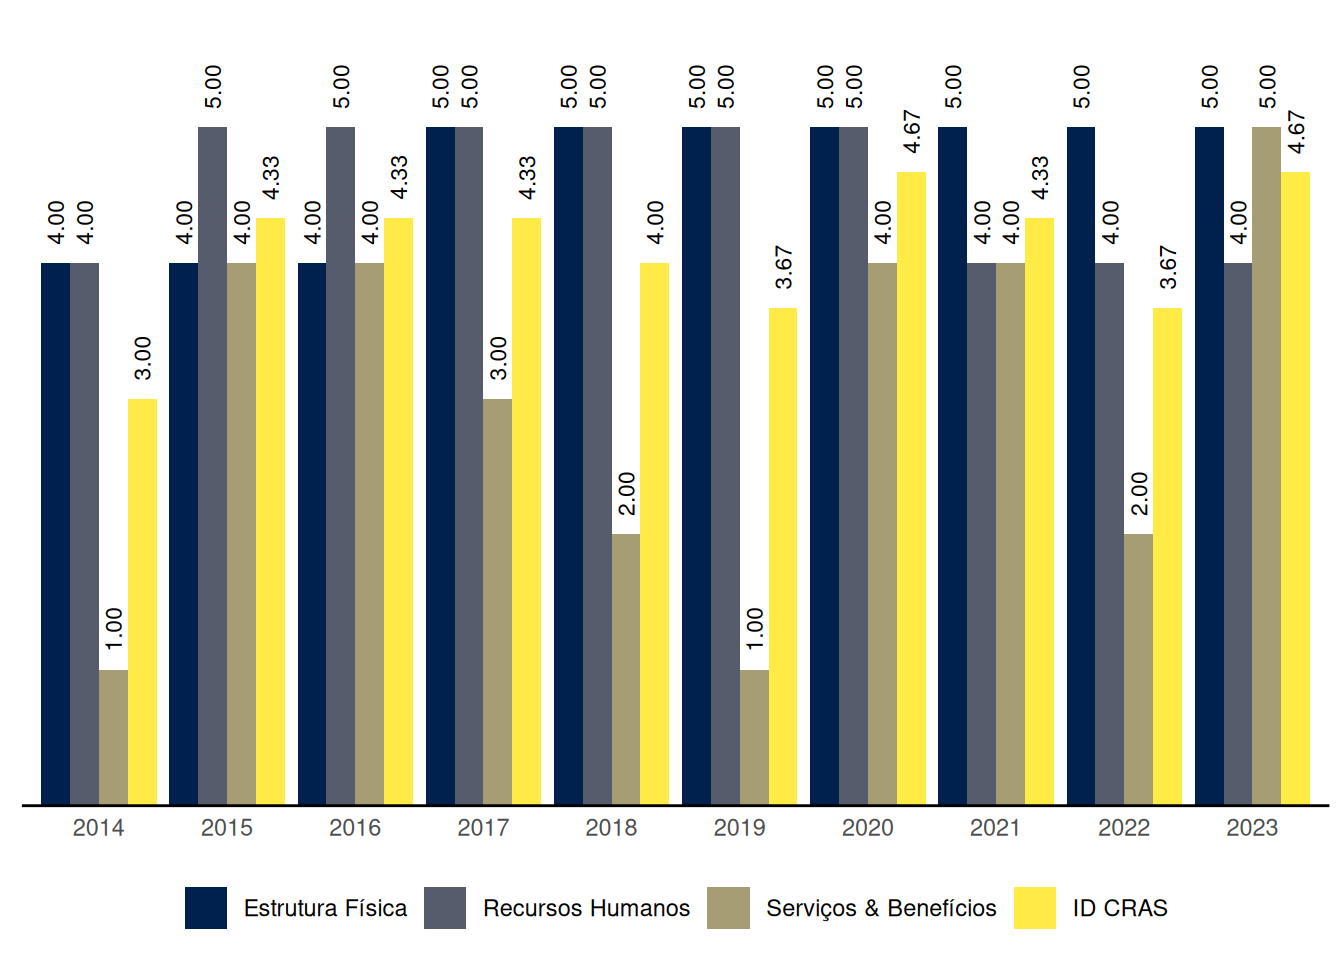 4.00 4.00 1.00 3.00 4.00 5.00 4.00 4.33 4.00 5.00 4.00 4.33 5.00 5.00 3.00 4.33 5.00 5.00 2.00 4.00 5.00 5.00 1.00 3.67 5.00 5.00 4.00 4.67 5.00 4.00 4.00 4.33 5.00 4.00 2.00 3.67 5.00 4.00 5.00 4.67
2014 2015 2016 2017 2018 2019 2020 2021 2022 2023
Estrutura Física Recursos Humanos Serviços & Benefícios ID CRAS